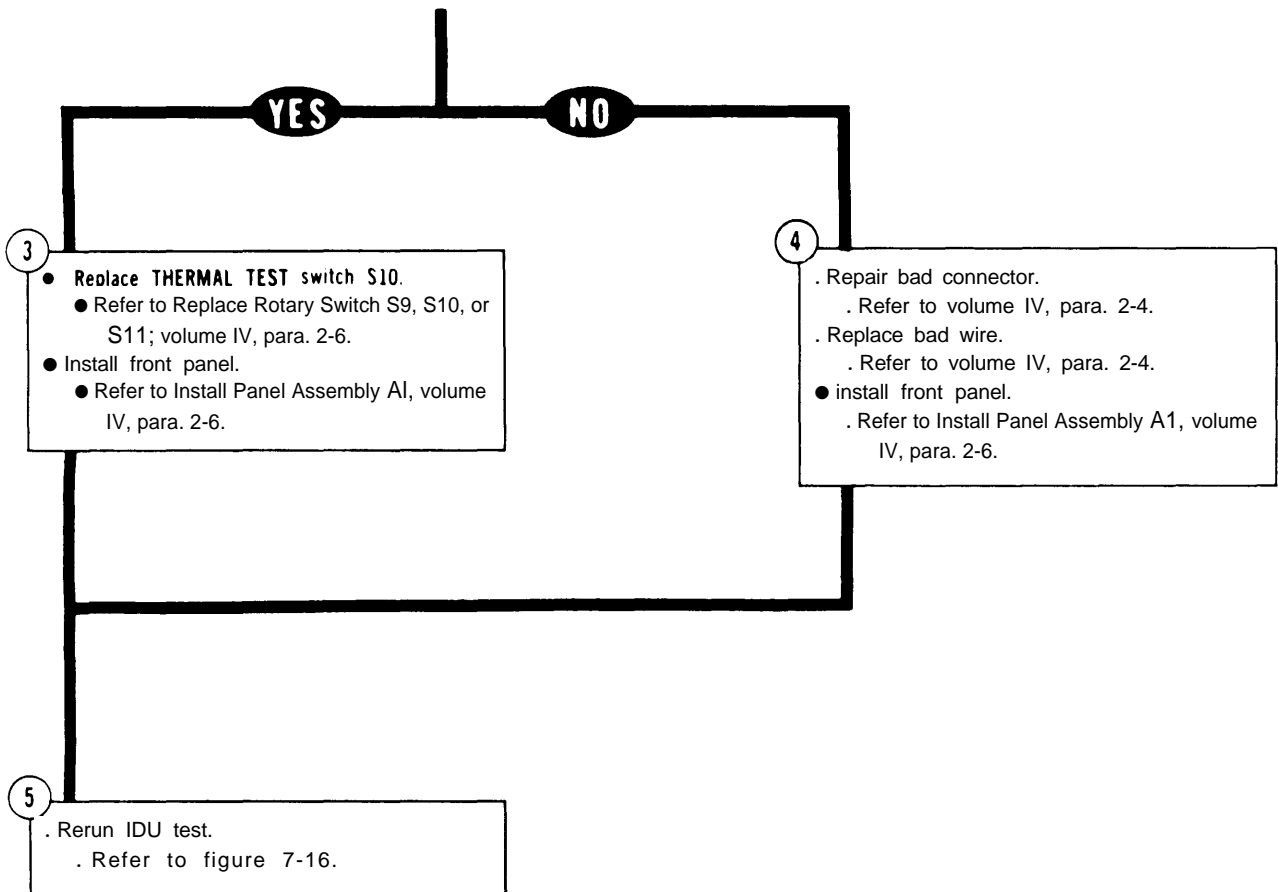 YES
NO
3
● Replace THERMAL TEST switch S10.
● Refer to Replace Rotary Switch S9, S10, or
S11; volume IV, para. 2-6.
● Install front panel.
● Refer to Install Panel Assembly AI, volume
IV, para. 2-6.
4
. Repair bad connector.
. Refer to volume IV, para. 2-4.
. Replace bad wire.
. Refer to volume IV, para. 2-4.
● install front panel.
. Refer to Install Panel Assembly A1, volume
IV, para. 2-6.
5
. Rerun IDU test.
. Refer to figure 7-16.